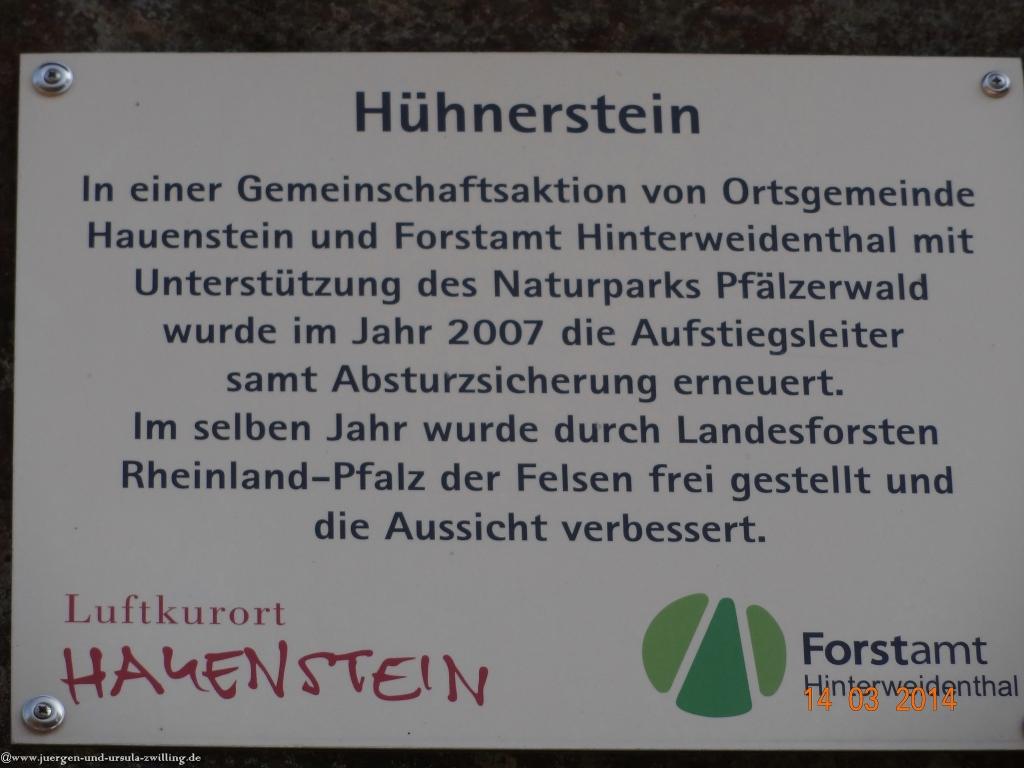 Hühnerstein
In einer Gemeinschaftsaktion von Ortsgemeinde
Hauenstein und Forstamt Hinterweidenthal mit
Unterstützung des Naturparks Pfälzerwald
wurde im Jahr 2007 die Aufstiegsleiter
samt Absturzsicherung erneuert.
Im selben Jahr wurde durch Landesforsten
Rheinland-Pfalz der Felsen frei gestellt und
die Aussicht verbessert.
Luftkurort
HAUENSTEIN
Forstamt
Hinterweidenthal
14 03 2014
@www.juergen-und-ursula-zwilling.de